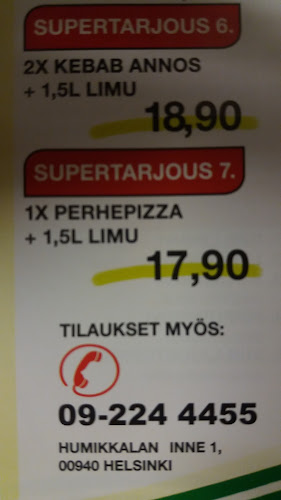 SUPERTARJOUS 6.
2X KEBAB ANNOS
+ 1,5L LIMU
18,90
SUPERTARJOUS 7.
1X PERHEPIZZA
+ 1,5L LIMU
17,90
TILAUKSET MYÖS:
09-224 4455
HUMIKKALAN INNE 1,
00940 HELSINKI